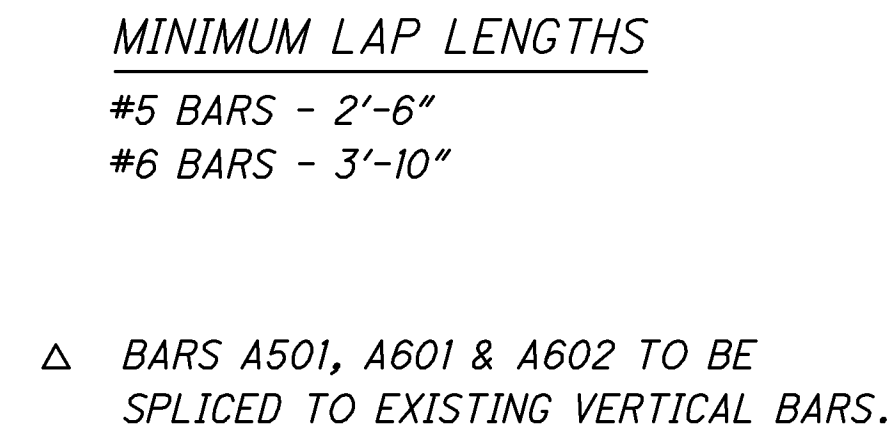 MINIMUM LAP LENGTHS
#5 BARS - 2'-6"
#6 BARS - 3'-10"
△ BARS A501, A601 & A602 TO BE
SPLICED TO EXISTING VERTICAL BARS.